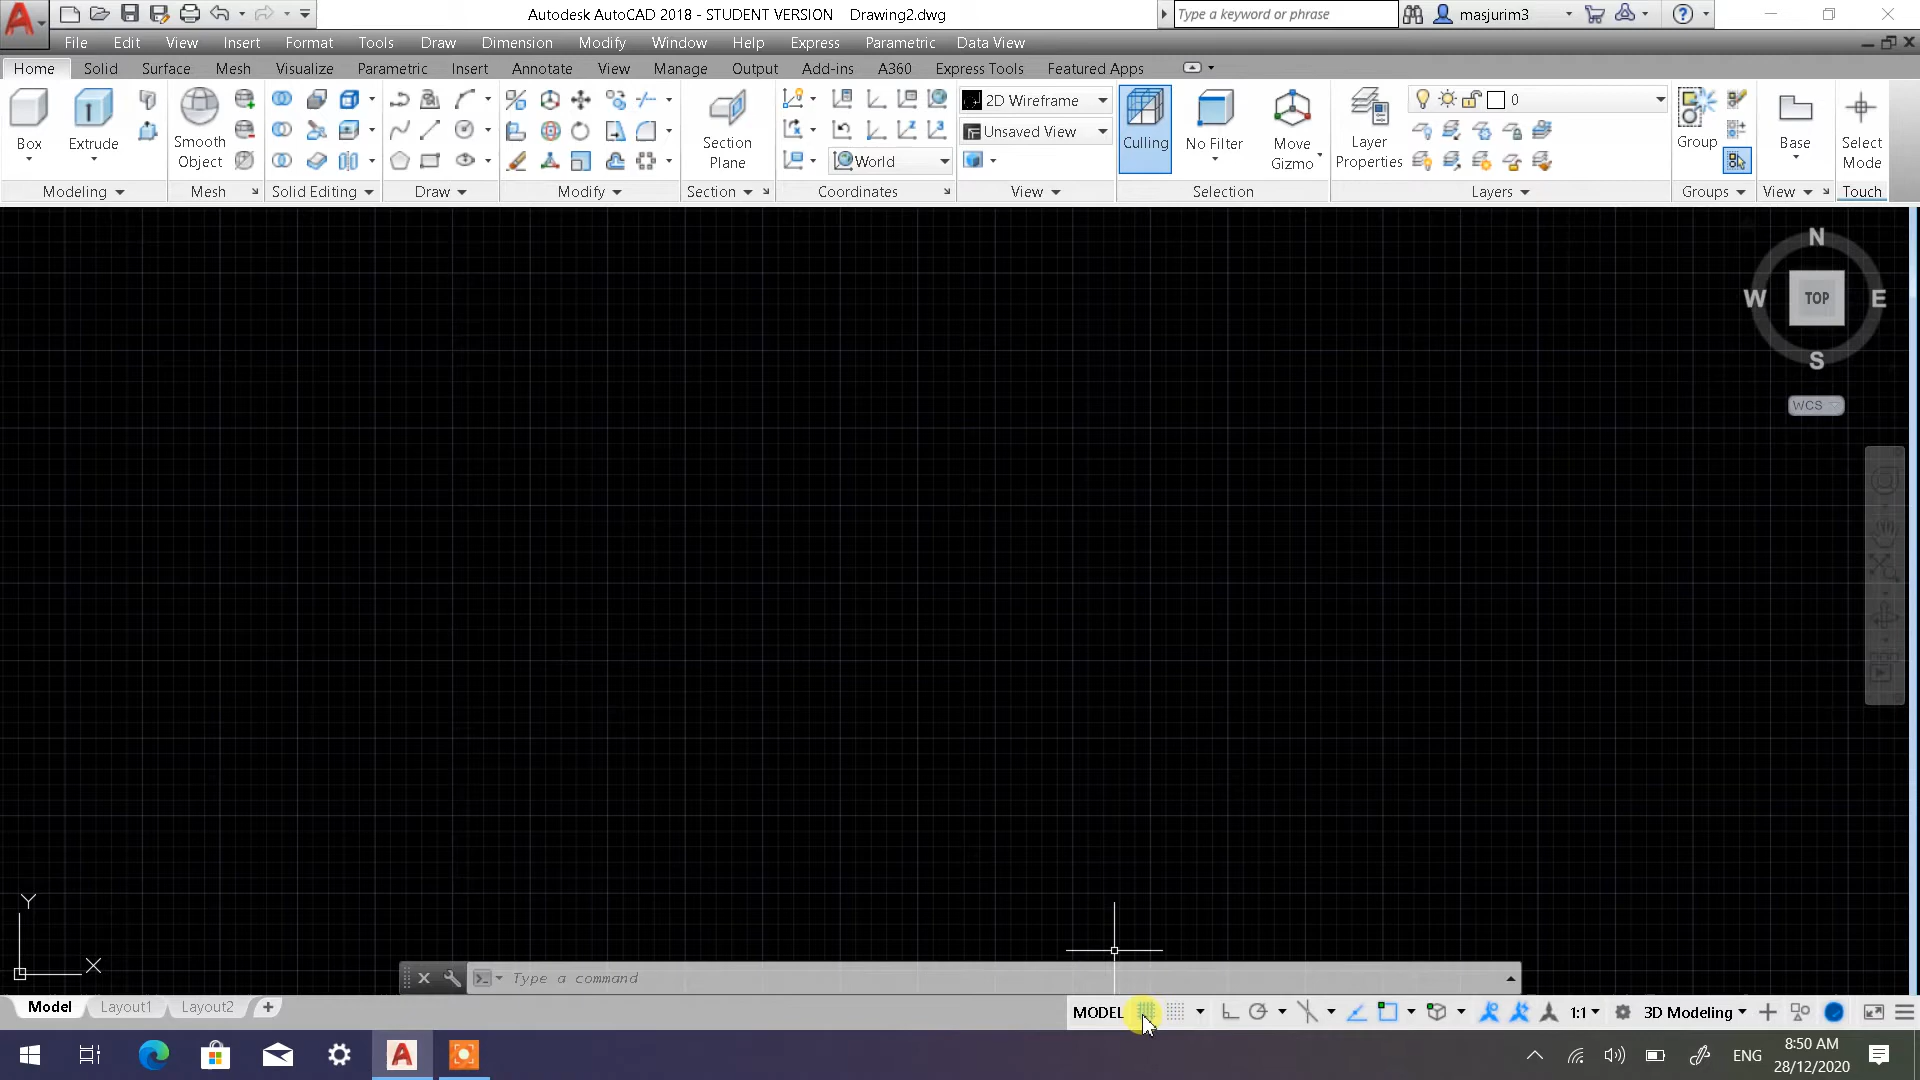 Autodesk AutoCAD 2018 - STUDENT VERSION Drawing2.dwg
Type a keyword or phrase
masjurim3
File Edit View Insert Format Tools Draw Dimension Modify Window Help Express Parametric Data View
Home Solid Surface Mesh Visualize Parametric Insert Annotate View Manage Output Add-ins A360 Express Tools Featured Apps
2D Wireframe
0
Unsaved View
World
Box
Extrude
Smooth Object
Section Plane
Culling
No Filter
Move Gizmo
Layer Properties
Group
Base
Select Mode
Modeling Mesh Solid Editing Draw Modify Section Coordinates View Selection Layers Groups View Touch
N
W TOP E
S
WCS
Y
X
Type a command
Model Layout1 Layout2
MODEL 1:1 3D Modeling
ENG
8:50 AM
28/12/2020